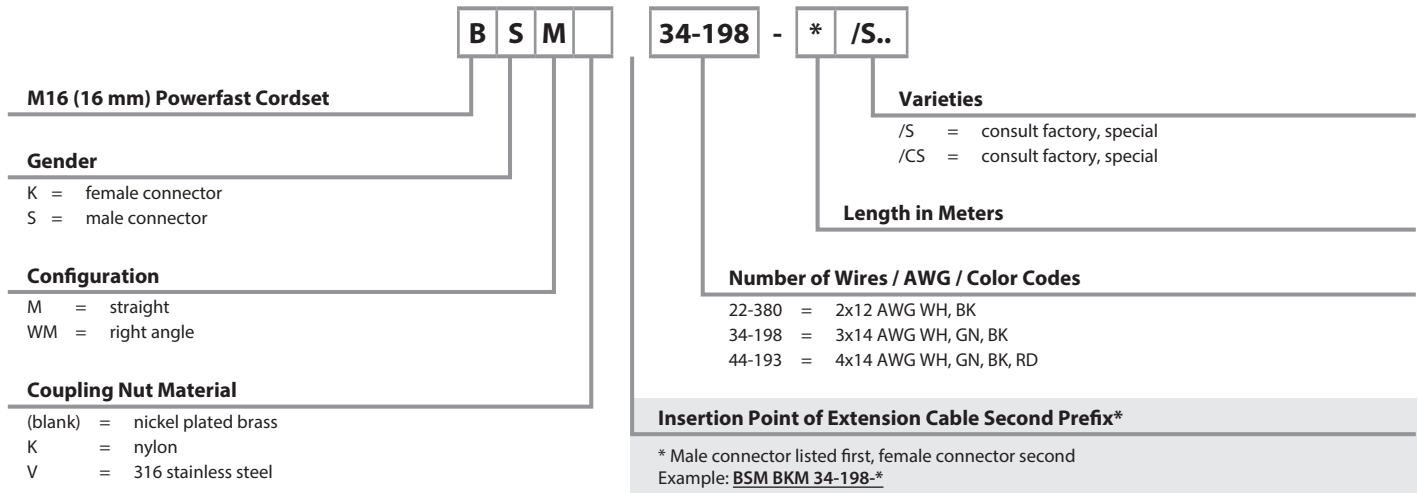 B S M 34-198 - * /S..
M16 (16 mm) Powerfast Cordset
Gender
K = female connector
S = male connector
Configuration
M = straight
WM = right angle
Coupling Nut Material
(blank) = nickel plated brass
K = nylon
V = 316 stainless steel
Varieties
/S = consult factory, special
/CS = consult factory, special
Length in Meters
Number of Wires / AWG / Color Codes
22-380 = 2x12 AWG WH, BK
34-198 = 3x14 AWG WH, GN, BK
44-193 = 4x14 AWG WH, GN, BK, RD
Insertion Point of Extension Cable Second Prefix*
* Male connector listed first, female connector second
Example: BSM BKM 34-198-*